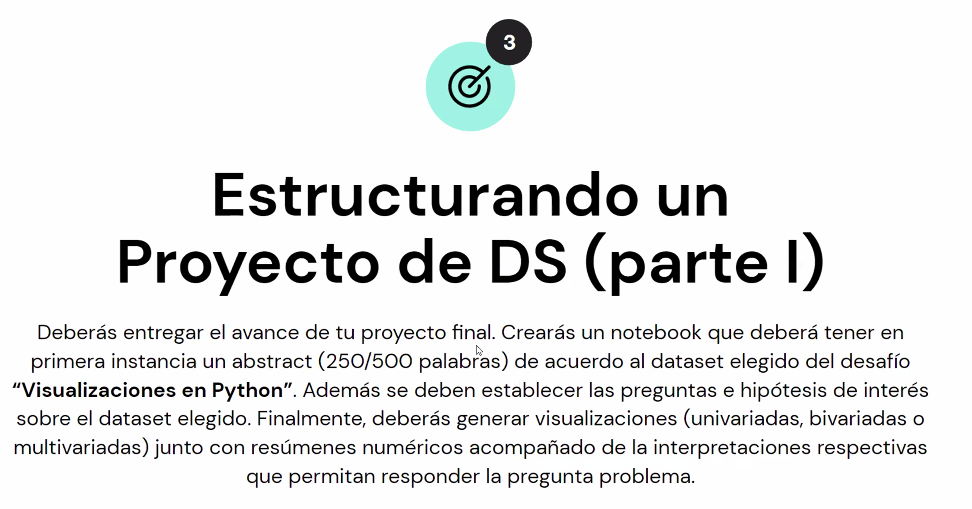 3
Estructurando un
Proyecto de DS (parte I)
Deberás entregar el avance de tu proyecto final. Crearás un notebook que deberá tener en
primera instancia un abstract (250/500 palabras) de acuerdo al dataset elegido del desafío
“Visualizaciones en Python”. Además se deben establecer las preguntas e hipótesis de interés
sobre el dataset elegido. Finalmente, deberás generar visualizaciones (univariadas, bivariadas o
multivariadas) junto con resúmenes numéricos acompañado de la interpretaciones respectivas
que permitan responder la pregunta problema.